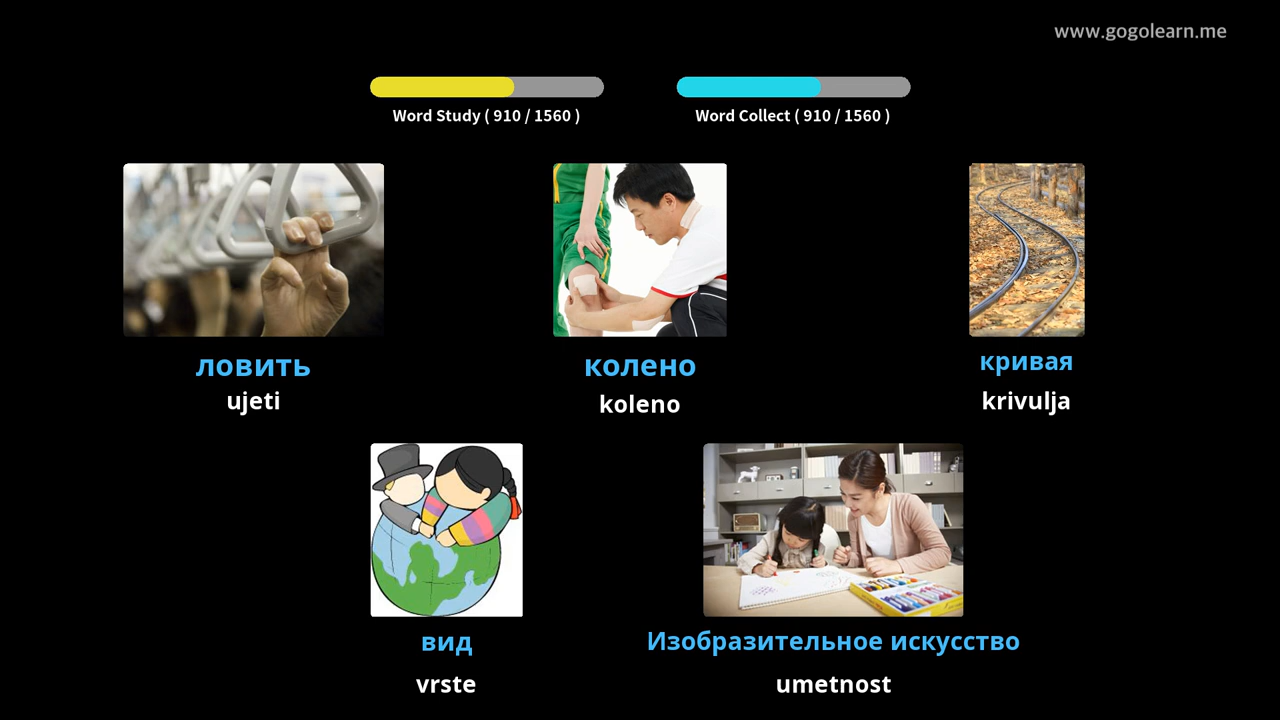 www.gogolearn.me
Word Study ( 910 / 1560 )
Word Collect ( 910 / 1560 )
ловить
ujeti
колено
koleno
кривая
krivulja
вид
vrste
Изобразительное искусство
umetnost